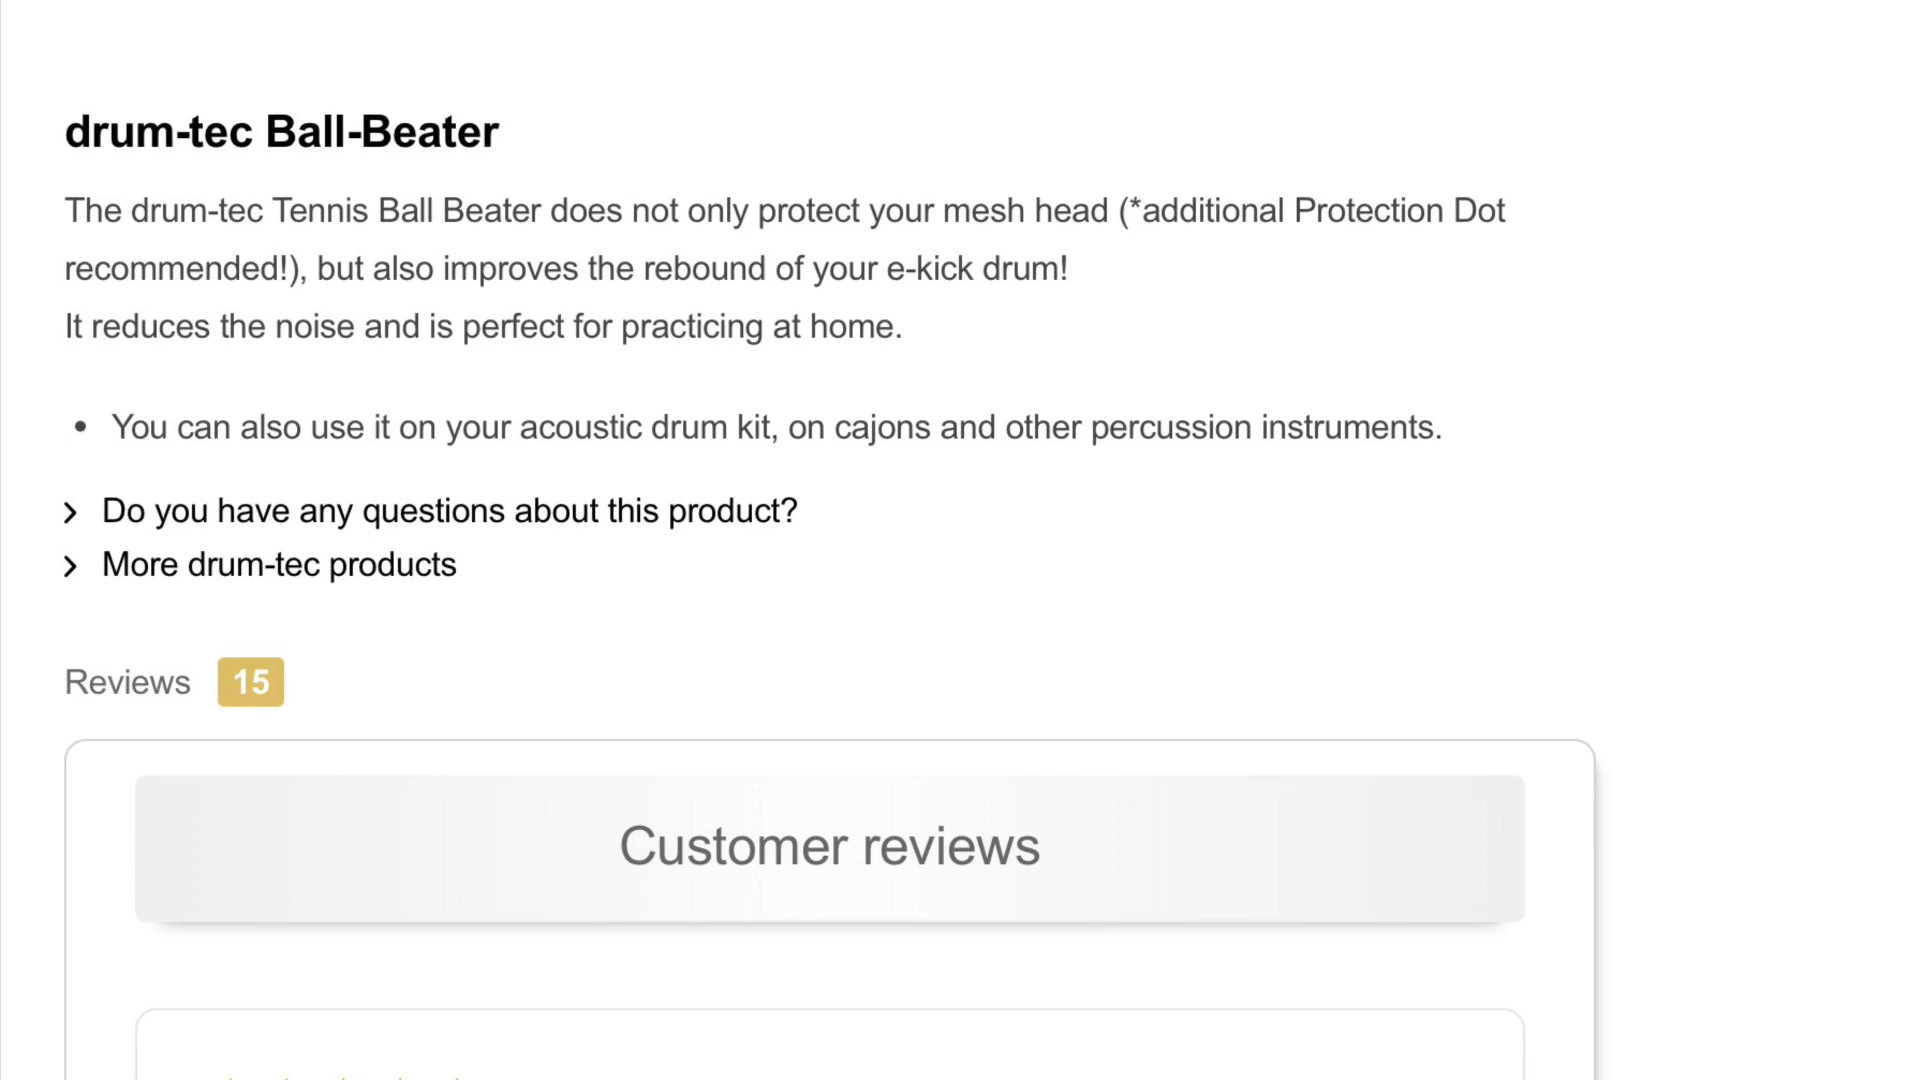 drum-tec Ball-Beater
The drum-tec Tennis Ball Beater does not only protect your mesh head (*additional Protection Dot
recommended!), but also improves the rebound of your e-kick drum!
It reduces the noise and is perfect for practicing at home.
• You can also use it on your acoustic drum kit, on cajons and other percussion instruments.
Do you have any questions about this product?
More drum-tec products
Reviews 15
Customer reviews